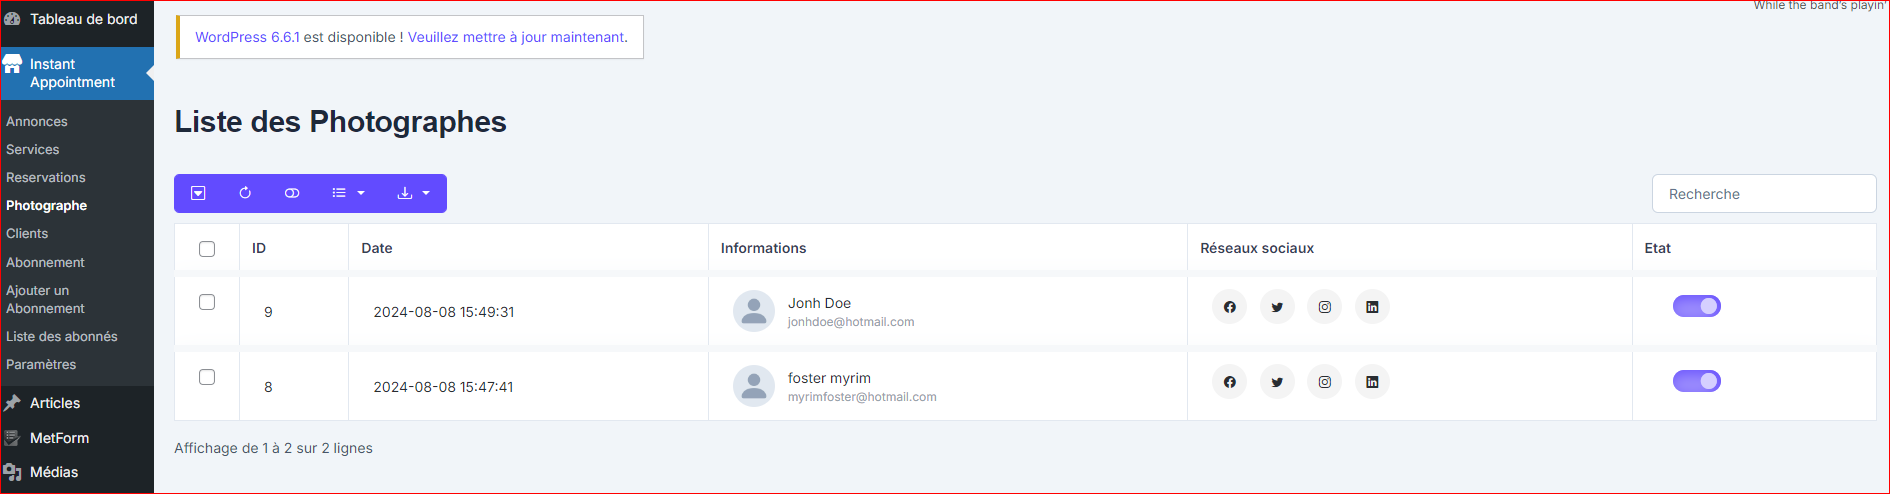 While the band's playin'
Tableau de bord
Instant
Appointment
Annonces
Services
Reservations
Photographe
Clients
Abonnement
Ajouter un
Abonnement
Liste des abonnés
Paramètres
Articles
MetForm
Médias
WordPress 6.6.1 est disponible ! Veuillez mettre à jour maintenant.
Liste des Photographes
Recherche
ID Date Informations Réseaux sociaux Etat
9 2024-08-08 15:49:31 Jonh Doe
jonhdoe@hotmail.com
8 2024-08-08 15:47:41 foster myrim
myrimfoster@hotmail.com
Affichage de 1 à 2 sur 2 lignes